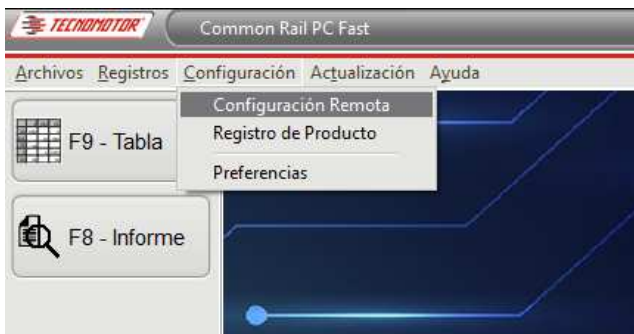 TECNOMOTOR
Common Rail PC Fast
Archivos Registros Configuración Actualización Ayuda
Configuración Remota
F9 - Tabla
Registro de Producto
Preferencias
F8 - Informe